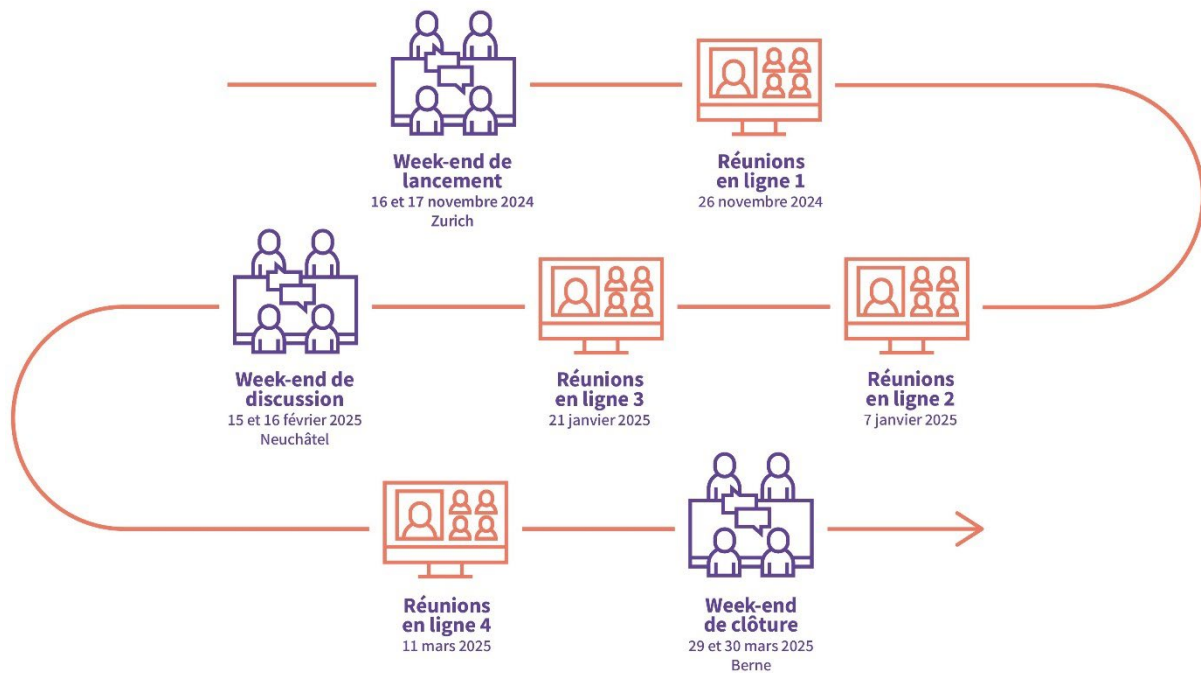 Week-end de
lancement
16 et 17 novembre 2024
Zurich
Réunions
en ligne 1
26 novembre 2024
Réunions
en ligne 2
7 janvier 2025
Réunions
en ligne 3
21 janvier 2025
Week-end de
discussion
15 et 16 février 2025
Neuchâtel
Réunions
en ligne 4
11 mars 2025
Week-end
de clôture
29 et 30 mars 2025
Berne